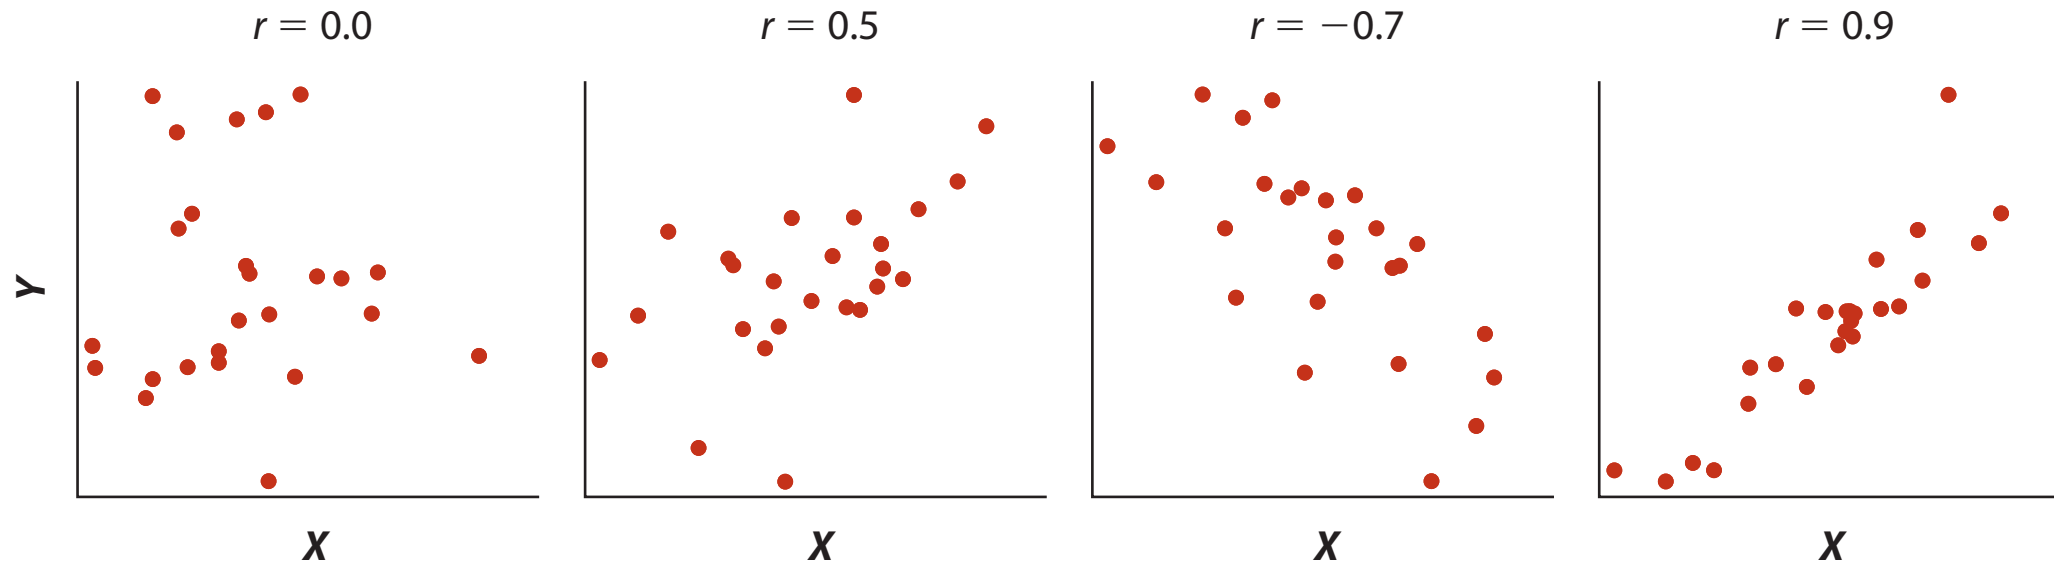 r = 0.0
r = 0.5
r = −0.7
r = 0.9
Y
X
X
X
X